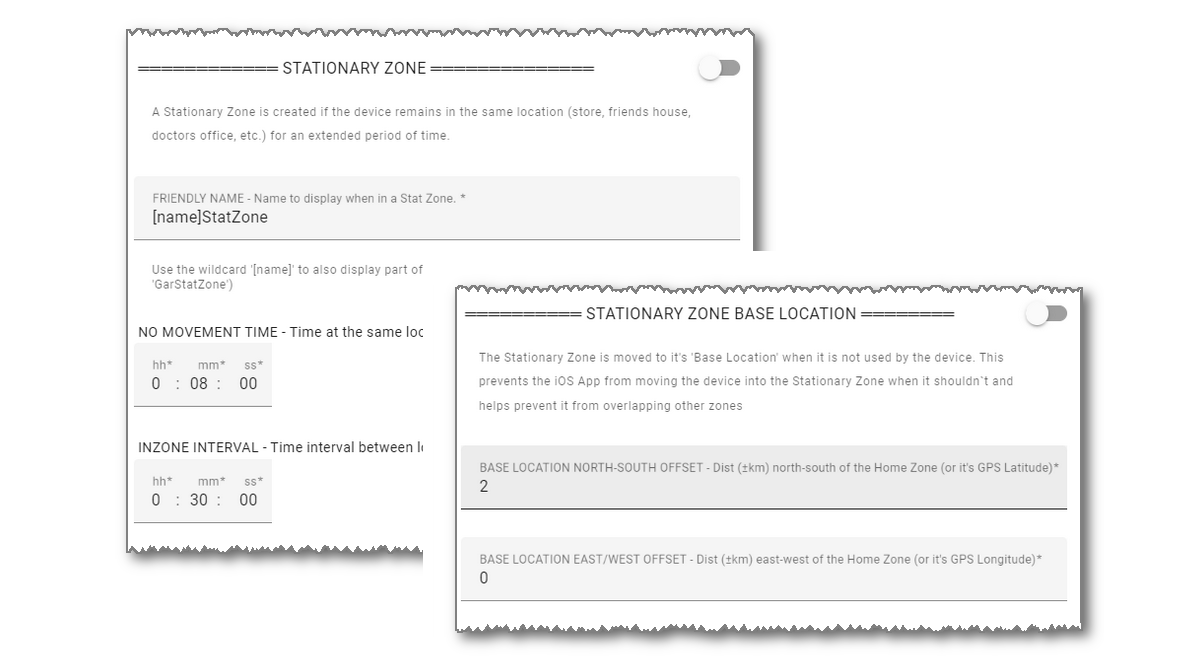 ============ STATIONARY ZONE ==============
A Stationary Zone is created if the device remains in the same location (store, friends house,
doctors office, etc.) for an extended period of time.
FRIENDLY NAME - Name to display when in a Stat Zone. *
[name]StatZone
Use the wildcard '[name]' to also display part of
'GarStatZone')
NO MOVEMENT TIME - Time at the same loc
hh* mm* ss*
0 : 08 : 00
INZONE INTERVAL - Time interval between lo
hh* mm* ss*
0 : 30 : 00
========== STATIONARY ZONE BASE LOCATION ========
The Stationary Zone is moved to it's 'Base Location' when it is not used by the device. This
prevents the iOS App from moving the device into the Stationary Zone when it shouldn`t and
helps prevent it from overlapping other zones
BASE LOCATION NORTH-SOUTH OFFSET - Dist (±km) north-south of the Home Zone (or it's GPS Latitude)*
2
BASE LOCATION EAST/WEST OFFSET - Dist (±km) east-west of the Home Zone (or it's GPS Longitude)*
0